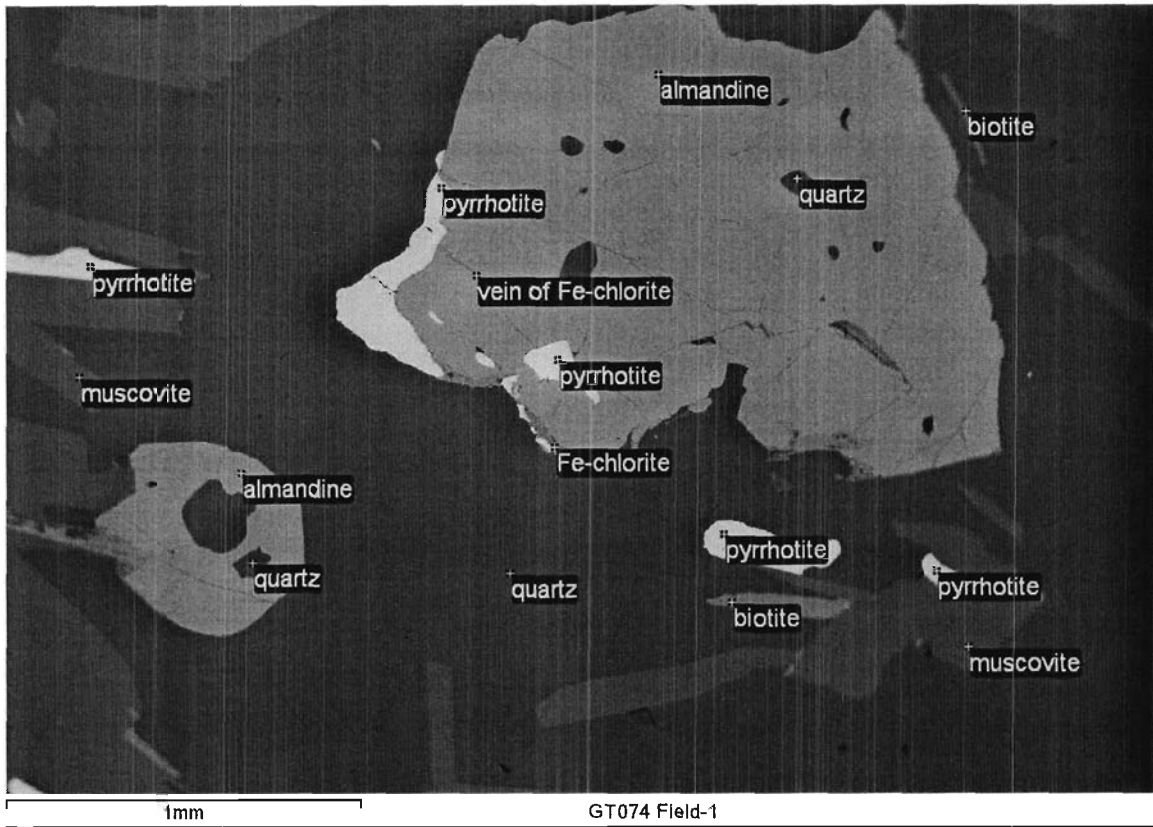 almandine
biotite
quartz
pyrrhotite
pyrrhotite
vein of Fe-chlorite
pyrrhotite
muscovite
Fe-chlorite
almandine
quartz
quartz
pyrrhotite
pyrrhotite
biotite
muscovite
1mm
GT074 Field-1